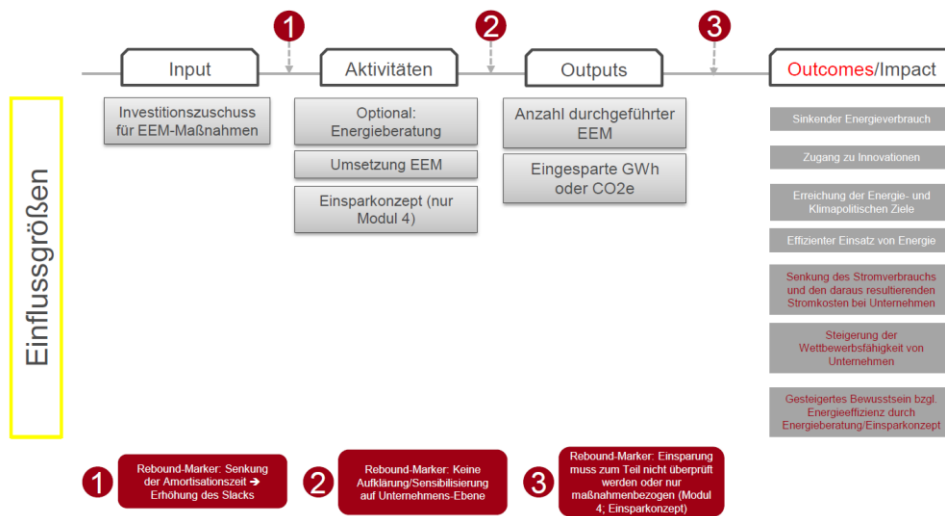 1
2
3
Input
Aktivitäten
Outputs
Outcomes/Impact
Einflussgrößen
Investitionszuschuss
für EEM-Maßnahmen
Optional:
Energieberatung
Umsetzung EEM
Einsparkonzept (nur
Modul 4)
Anzahl durchgeführter
EEM
Eingesparte GWh
oder CO2e
Sinkender Energieverbrauch
Zugang zu Innovationen
Erreichung der Energie- und
Klimapolitischen Ziele
Effizienter Einsatz von Energie
Senkung des Stromverbrauchs
und den daraus resultierenden
Stromkosten bei Unternehmen
Steigerung der
Wettbewerbsfähigkeit von
Unternehmen
Gesteigertes Bewusstsein bzgl.
Energieeffizienz durch
Energieberatung/Einsparkonzept
1
Rebound-Marker: Senkung
der Amortisationszeit ➔
Erhöhung des Slacks
2
Rebound-Marker: Keine
Aufklärung/Sensibilisierung
auf Unternehmens-Ebene
3
Rebound-Marker: Einsparung
muss zum Teil nicht überprüft
werden oder nur
maßnahmenbezogen (Modul
4; Einsparkonzept)